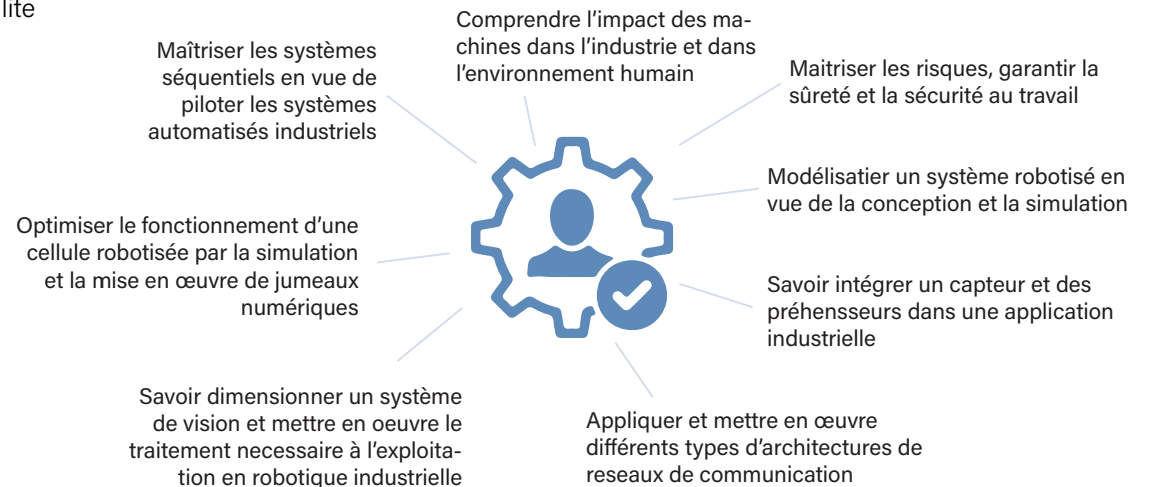 lite
Comprendre l'impact des ma-
chines dans l'industrie et dans
l'environnement humain
Maîtriser les systèmes
séquentiels en vue de
piloter les systèmes
automatisés industriels
Maitriser les risques, garantir la
sûreté et la sécurité au travail
Modélisatier un système robotisé en
vue de la conception et la simulation
Optimiser le fonctionnement d'une
cellule robotisée par la simulation
et la mise en œuvre de jumeaux
numériques
Savoir intégrer un capteur et des
préhensseurs dans une application
industrielle
Savoir dimensionner un système
de vision et mettre en oeuvre le
traitement necessaire à l'exploita-
tion en robotique industrielle
Appliquer et mettre en œuvre
différents types d'architectures de
reseaux de communication